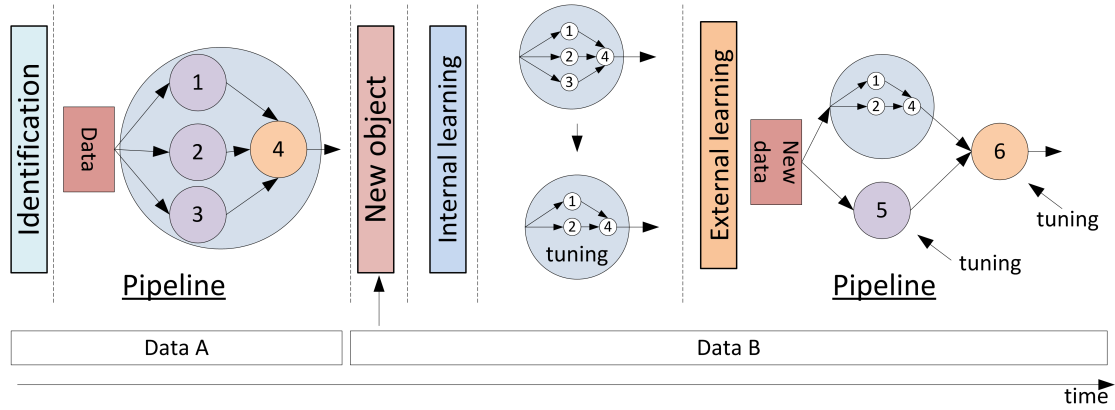 Identification
Data
1
2
3
4
Pipeline
New object
Internal learning
1
2
3
4
1
2
4
tuning
External learning
New
data
1
2
4
5
6
tuning
tuning
Pipeline
Data A
Data B
time